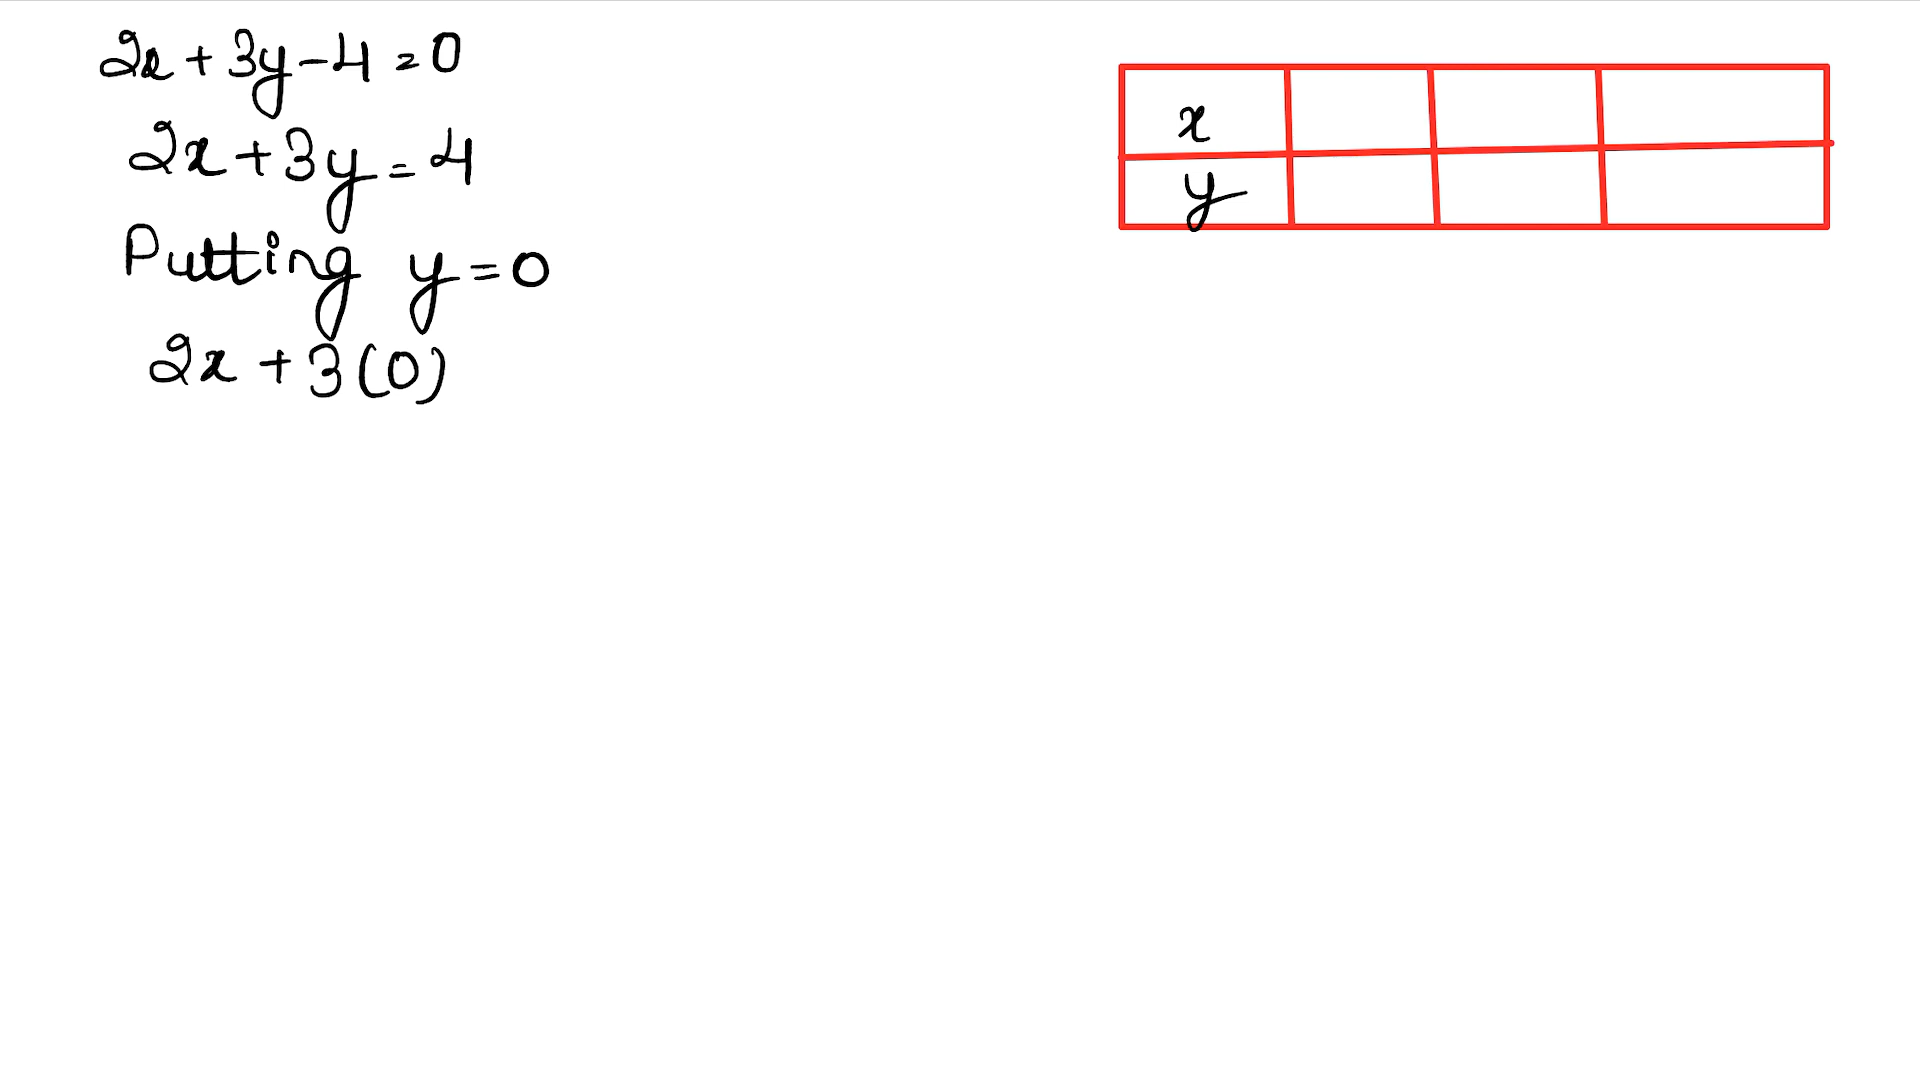 2x + 3y - 4 = 0
2x + 3y = 4
Putting y = 0
2x + 3(0)
x
y